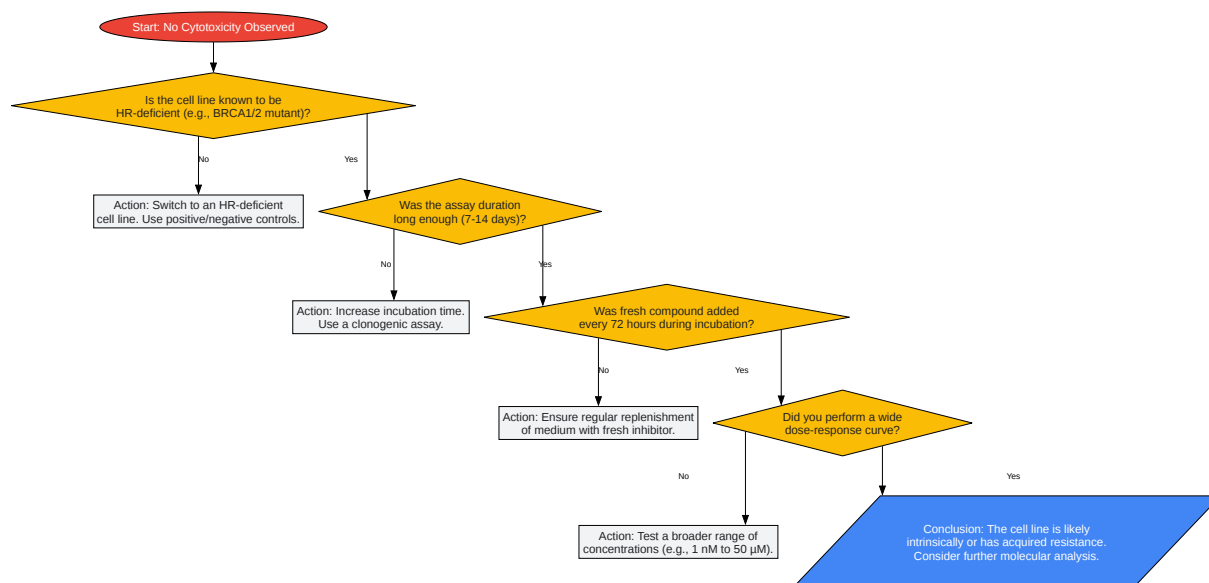 Start: No Cytotoxicity Observed
Is the cell line known to be
HR-deficient (e.g., BRCA1/2 mutant)?
No
Yes
Action: Switch to an HR-deficient
cell line. Use positive/negative controls.
Was the assay duration
long enough (7-14 days)?
No
Yes
Action: Increase incubation time.
Use a clonogenic assay.
Was fresh compound added
every 72 hours during incubation?
No
Yes
Action: Ensure regular replenishment
of medium with fresh inhibitor.
Did you perform a wide
dose-response curve?
No
Yes
Action: Test a broader range of
concentrations (e.g., 1 nM to 50 µM).
Conclusion: The cell line is likely
intrinsically or has acquired resistance.
Consider further molecular analysis.